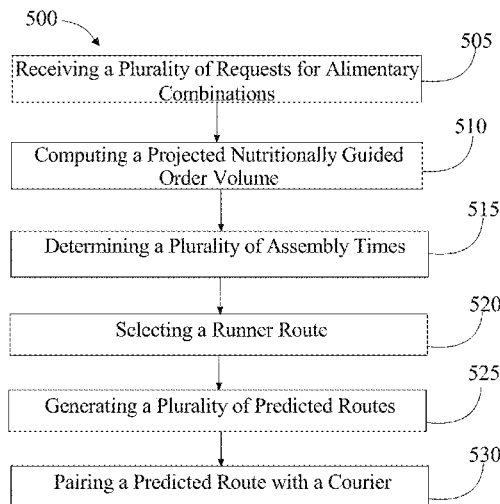 500
505
Receiving a Plurality of Requests for Alimentary
Combinations
510
Computing a Projected Nutritionally Guided
Order Volume
515
Determining a Plurality of Assembly Times
520
Selecting a Runner Route
525
Generating a Plurality of Predicted Routes
530
Pairing a Predicted Route with a Courier